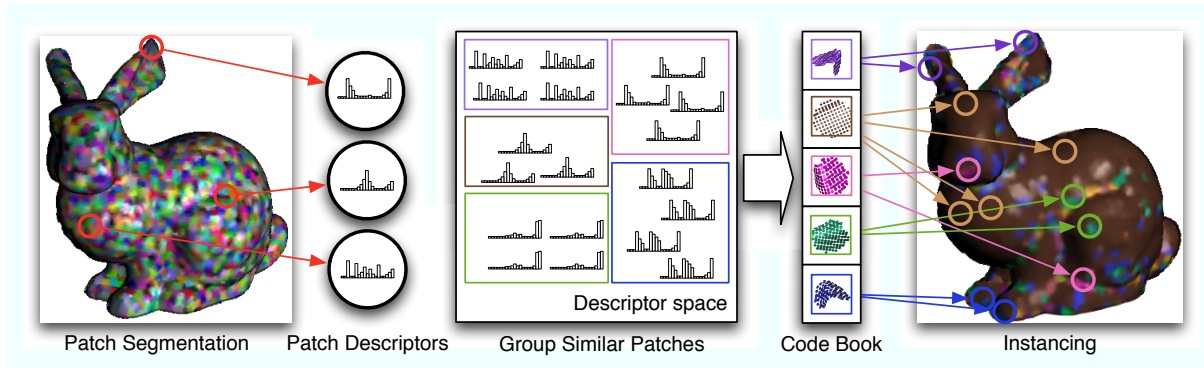 Descriptor space
Patch Segmentation
Patch Descriptors
Group Similar Patches
Code Book
Instancing